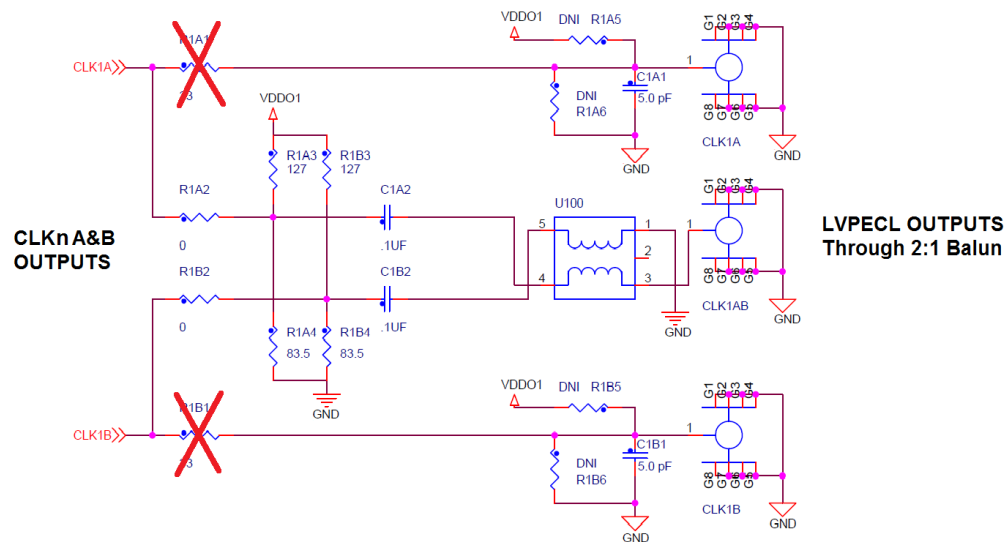 VDDO1
DNI R1A5
R1A1
CLK1A
33
DNI
R1A6
C1A1
5.0 pF
1
G1
G2
G3
G4
G8
G7
G6
G5
CLK1A
GND
GND
VDDO1
R1A3
127
R1B3
127
R1A2
0
C1A2
.1UF
U100
5
4
1
2
3
1
G1
G2
G3
G4
G8
G7
G6
G5
CLK1AB
GND
GND
CLKn A&B
OUTPUTS
LVPECL OUTPUTS
Through 2:1 Balun
R1B2
0
C1B2
.1UF
R1A4
83.5
R1B4
83.5
GND
VDDO1
DNI R1B5
R1B1
CLK1B
33
DNI
R1B6
C1B1
5.0 pF
1
G1
G2
G3
G4
G8
G7
G6
G5
CLK1B
GND
GND